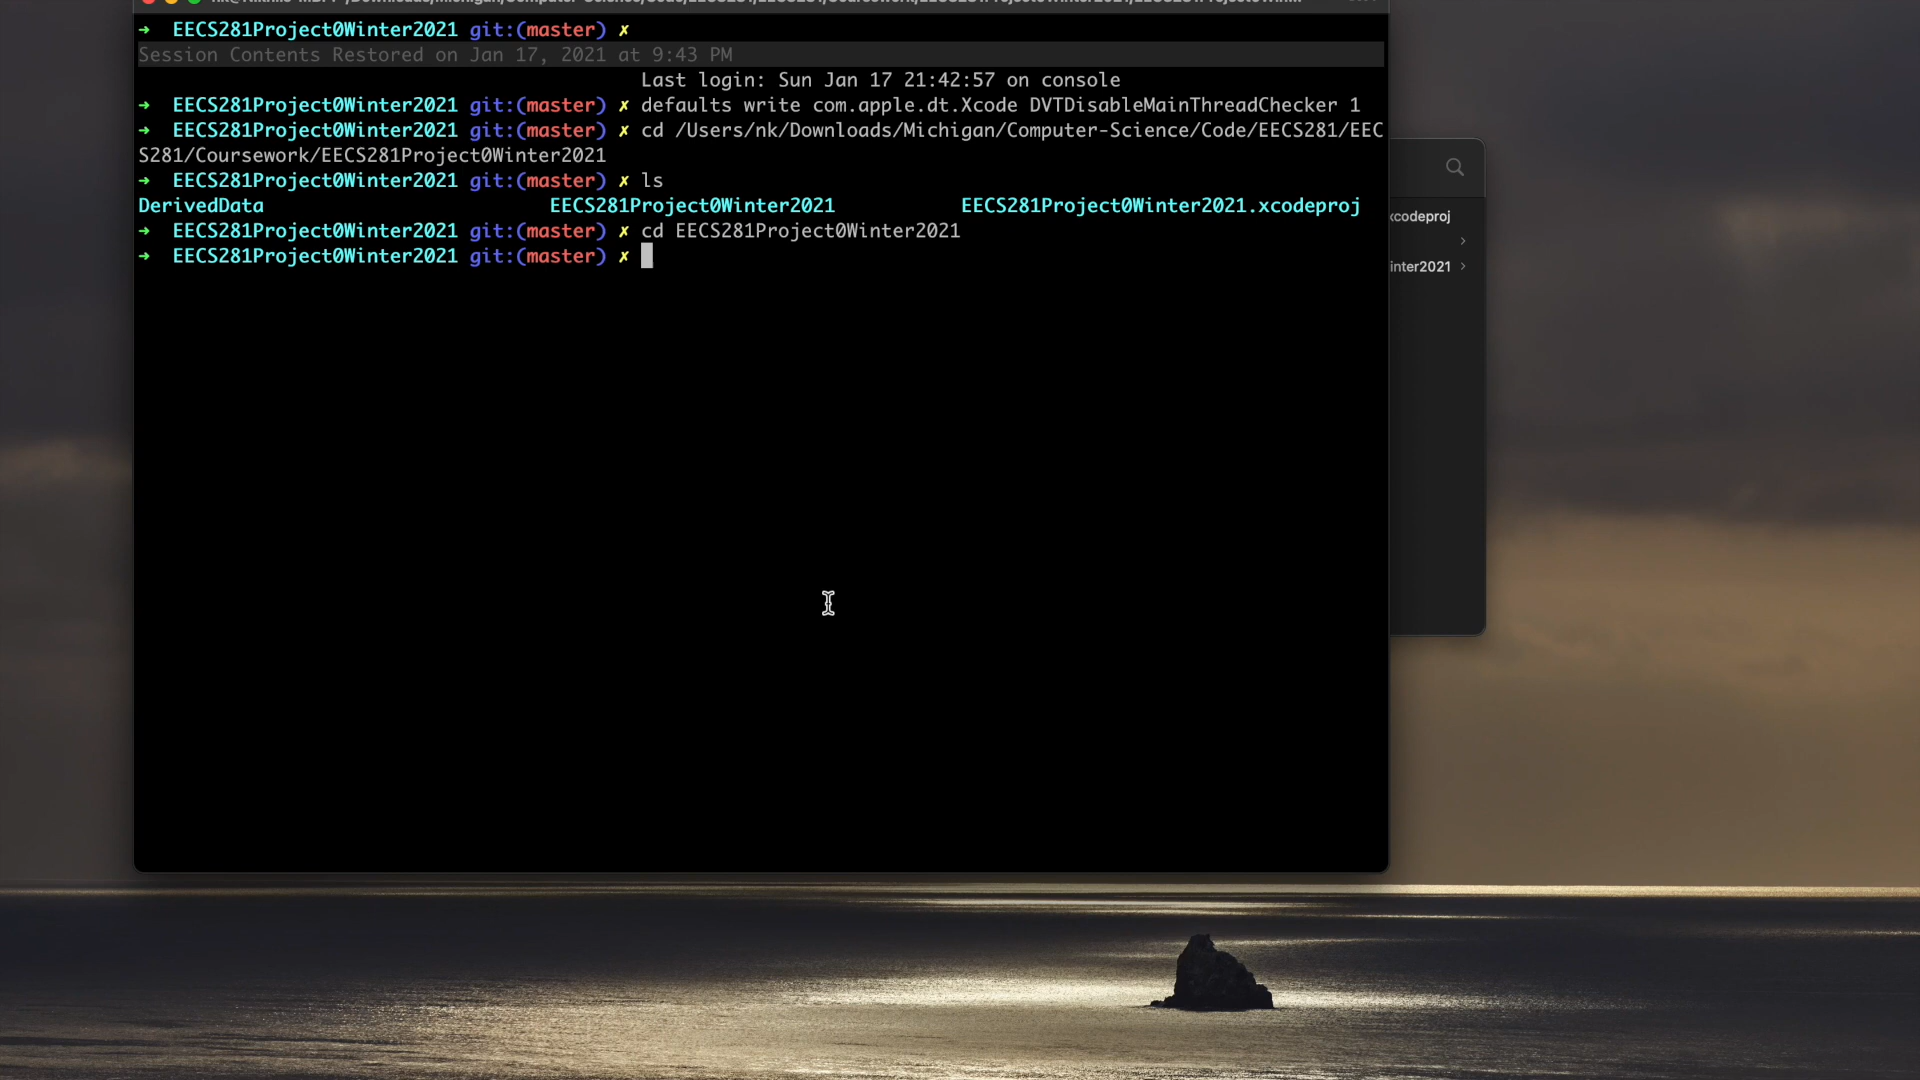 ➜  EECS281Project0Winter2021 git:(master) ✗
Session Contents Restored on Jan 17, 2021 at 9:43 PM
Last login: Sun Jan 17 21:42:57 on console
➜  EECS281Project0Winter2021 git:(master) ✗ defaults write com.apple.dt.Xcode DVTDisableMainThreadChecker 1
➜  EECS281Project0Winter2021 git:(master) ✗ cd /Users/nk/Downloads/Michigan/Computer-Science/Code/EECS281/EEC
S281/Coursework/EECS281Project0Winter2021
➜  EECS281Project0Winter2021 git:(master) ✗ ls
DerivedData EECS281Project0Winter2021 EECS281Project0Winter2021.xcodeproj
➜  EECS281Project0Winter2021 git:(master) ✗ cd EECS281Project0Winter2021
➜  EECS281Project0Winter2021 git:(master) ✗
xcodeproj
inter2021